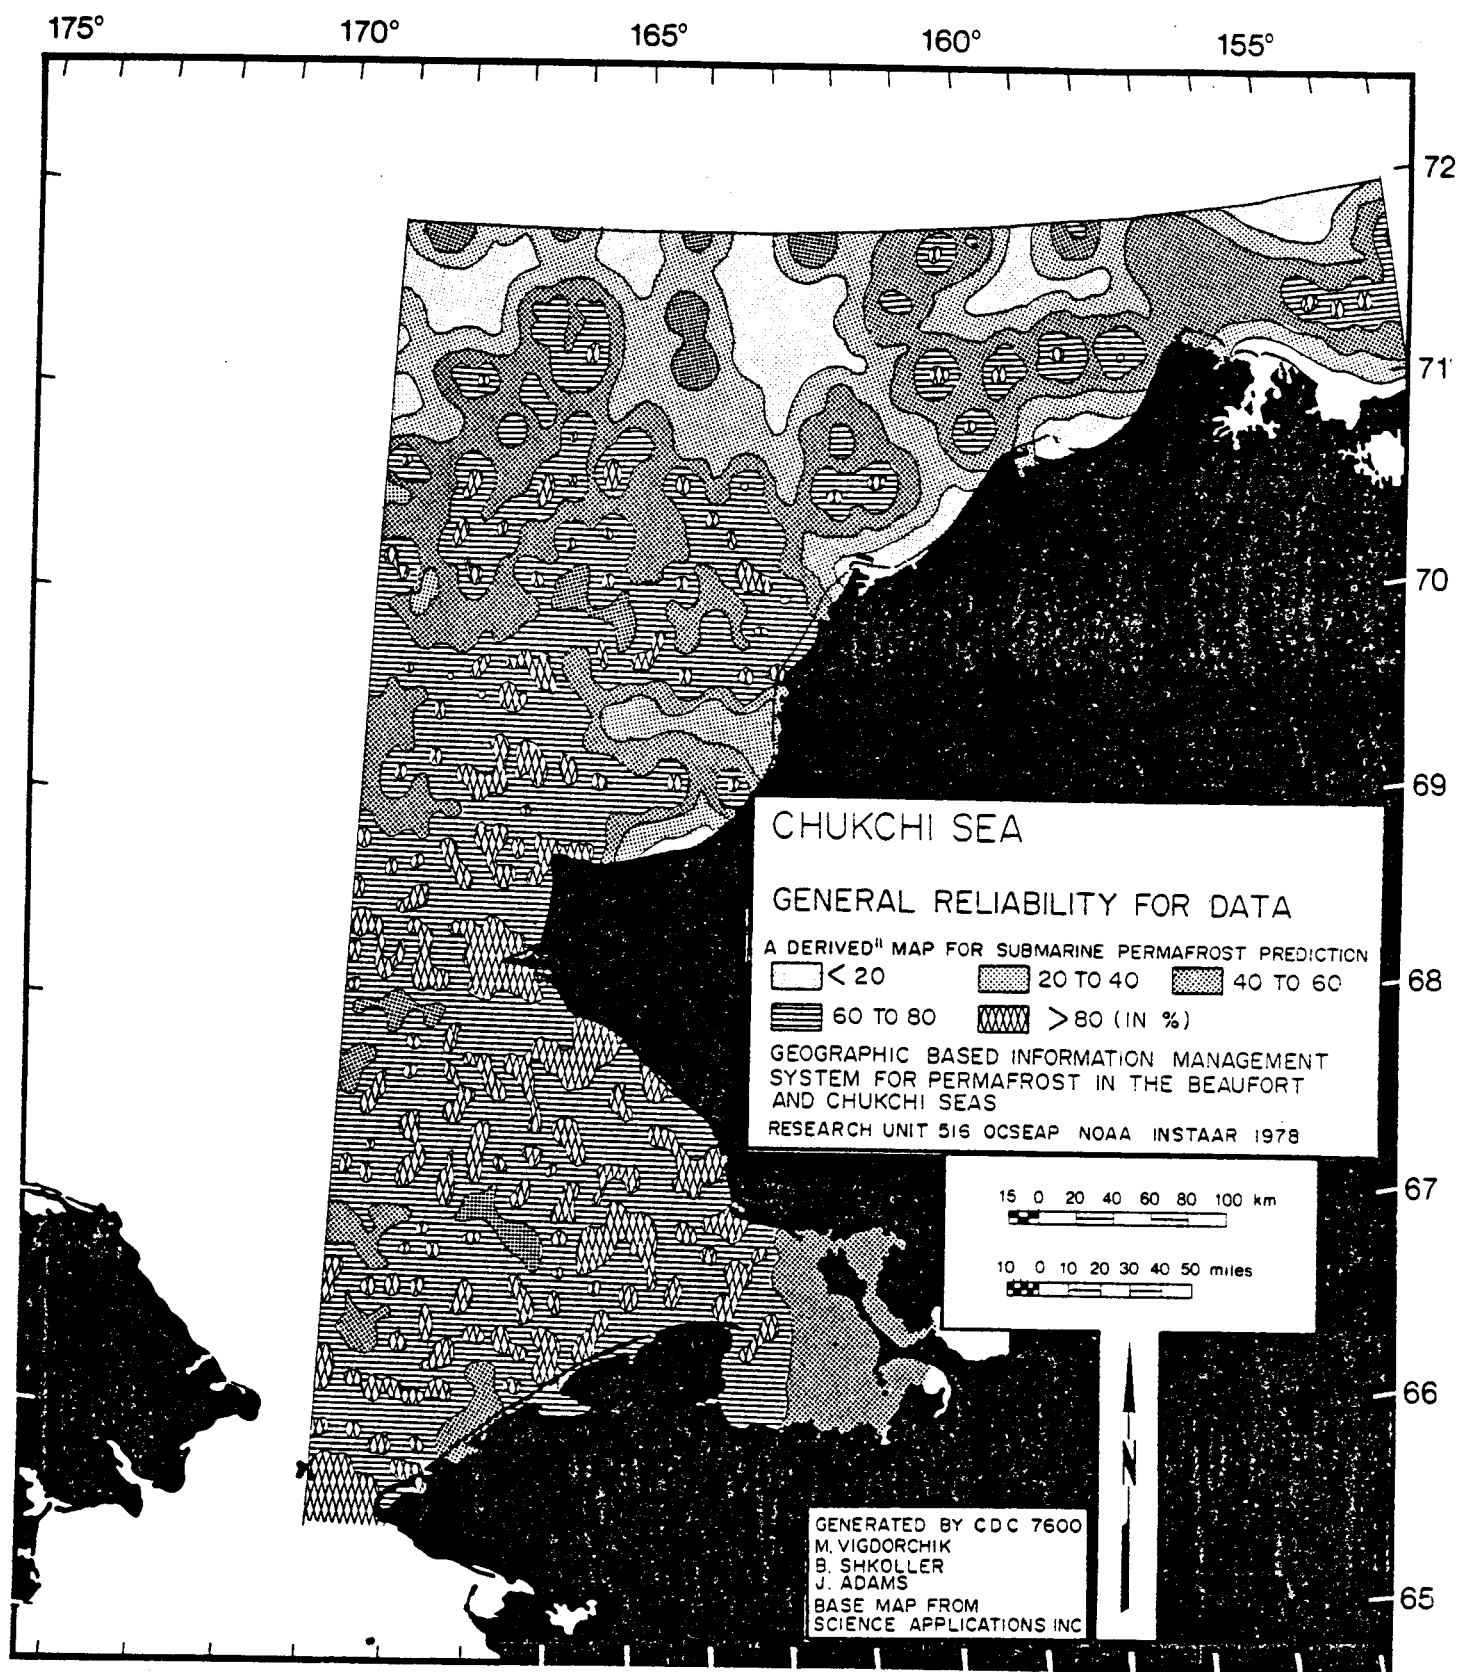 175° 170° 165° 160° 155°
72
71
70
69
68
67
66
65
CHUKCHI SEA
GENERAL RELIABILITY FOR DATA
A DERIVED" MAP FOR SUBMARINE PERMAFROST PREDICTION
< 20 20 TO 40 40 TO 60
60 TO 80 >80 (IN %)
GEOGRAPHIC BASED INFORMATION MANAGEMENT
SYSTEM FOR PERMAFROST IN THE BEAUFORT
AND CHUKCHI SEAS
RESEARCH UNIT 516 OCSEAP NOAA INSTAAR 1978
15 0 20 40 60 80 100 km
10 0 10 20 30 40 50 miles
N
GENERATED BY CDC 7600
M. VIGDORCHIK
B. SHKOLLER
J. ADAMS
BASE MAP FROM
SCIENCE APPLICATIONS INC